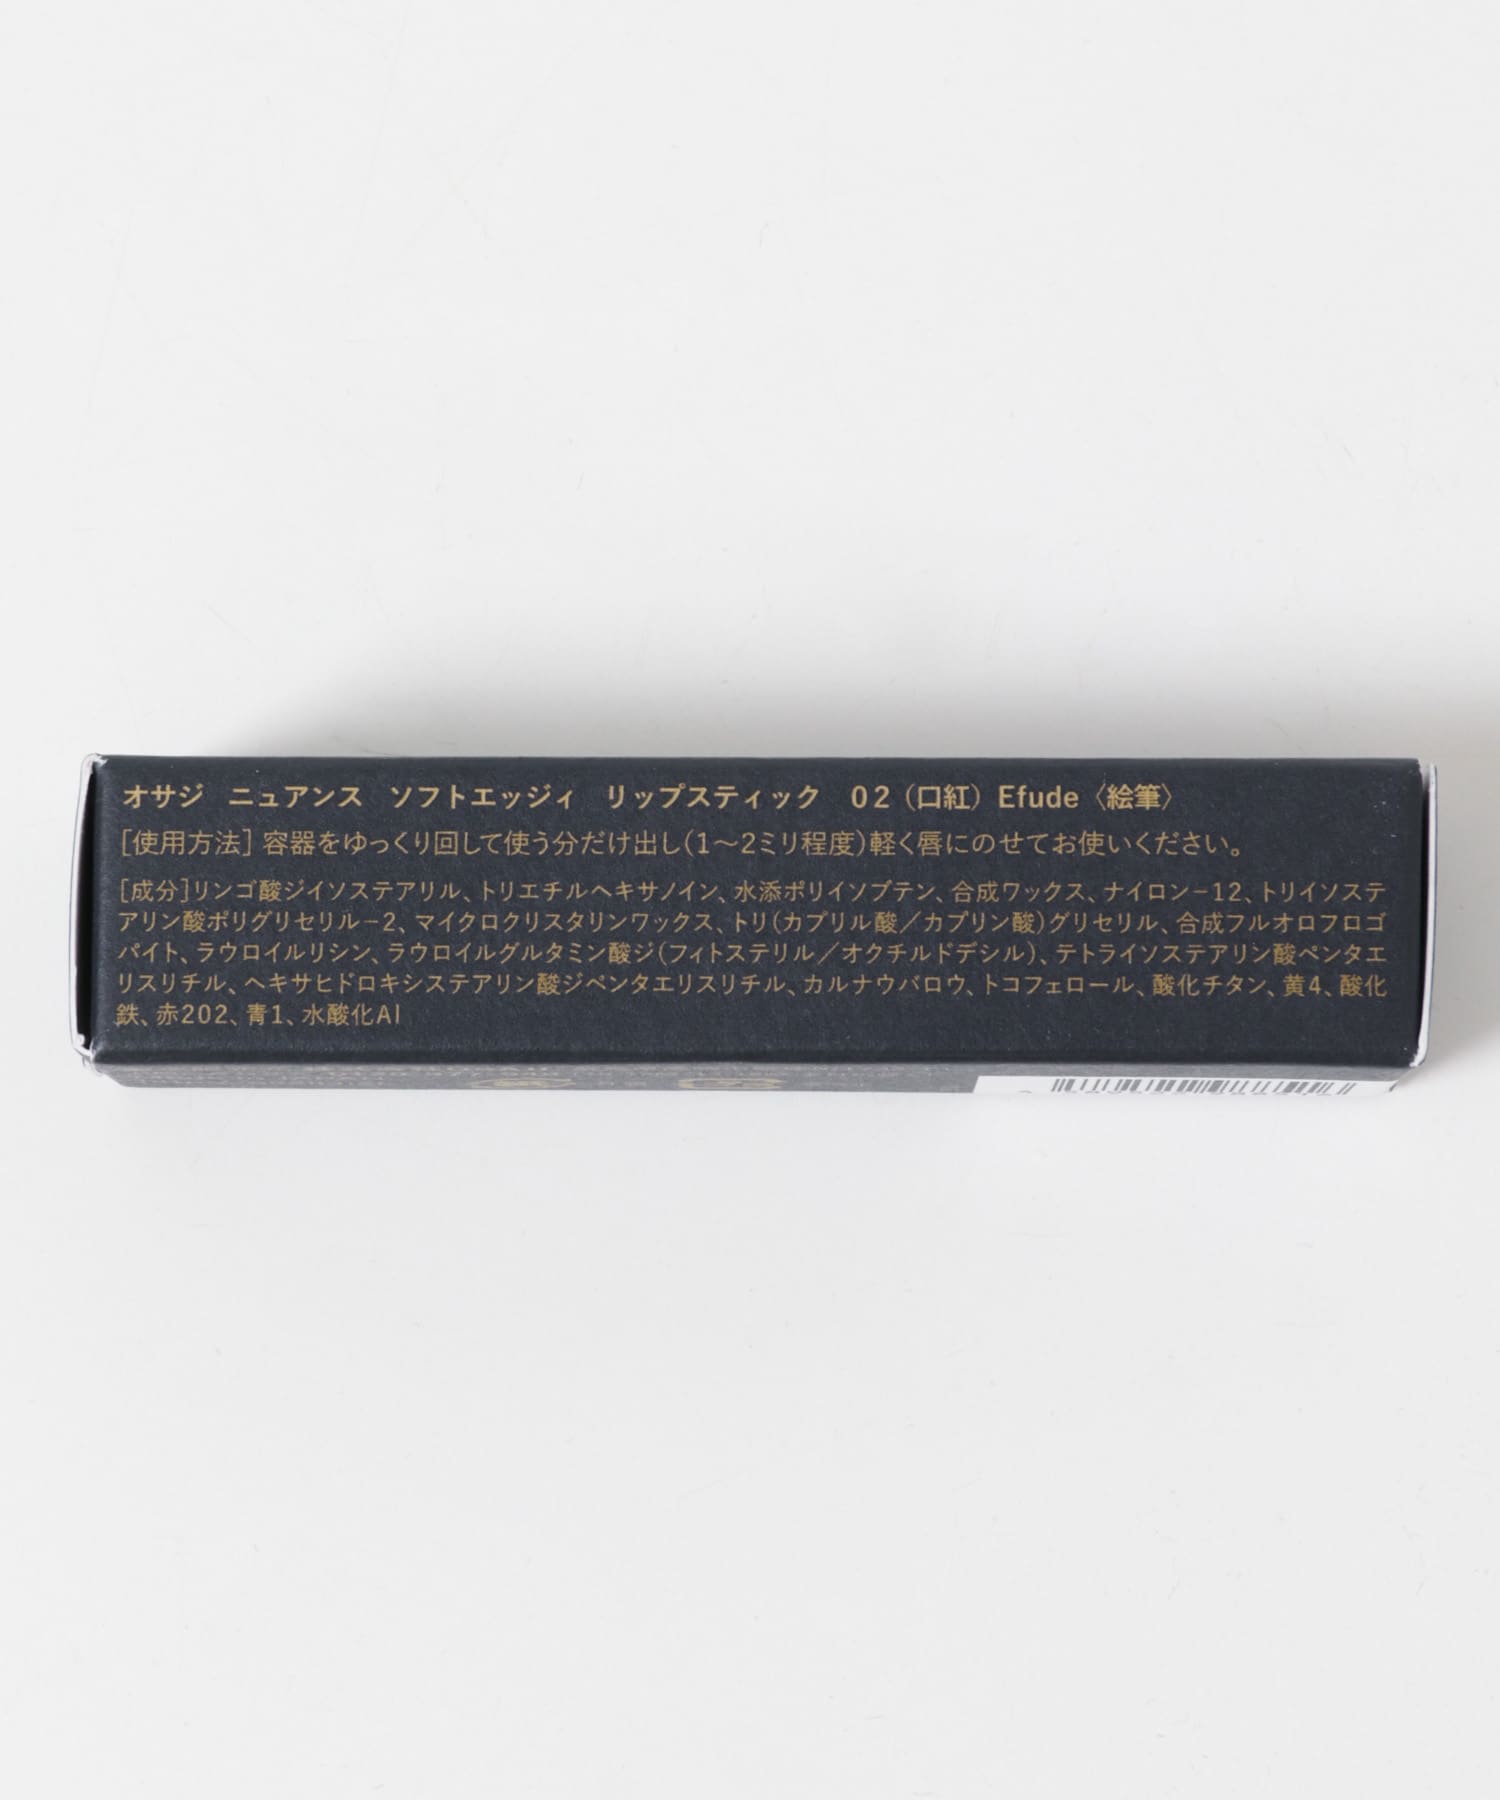 オサジ　ニュアンス　ソフトエッジィ　リップスティック　02（口紅）Efude〈絵筆〉
［使用方法］容器をゆっくり回して使う分だけ出し（1〜2ミリ程度）軽く唇にのせてお使いください。
［成分］リンゴ酸ジイソステアリル、トリエチルヘキサノイン、水添ポリイソブテン、合成ワックス、ナイロン−12、トリイソステ
アリン酸ポリグリセリル−2、マイクロクリスタリンワックス、トリ（カプリル酸／カプリン酸）グリセリル、合成フルオロフロゴ
パイト、ラウロイルリシン、ラウロイルグルタミン酸ジ（フィトステリル／オクチルドデシル）、テトライソステアリン酸ペンタエ
リスリチル、ヘキサヒドロキシステアリン酸ジペンタエリスリチル、カルナウバロウ、トコフェロール、酸化チタン、黄4、酸化
鉄、赤202、青1、水酸化Al